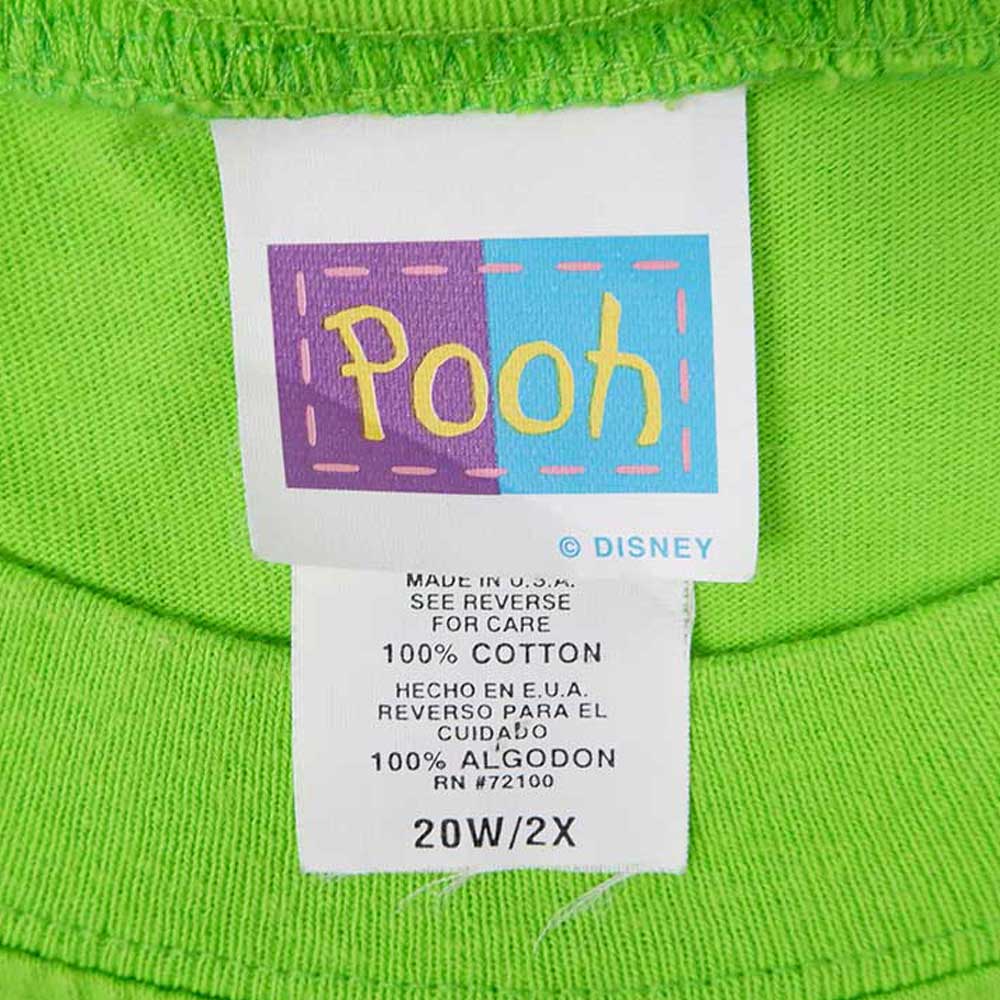 Pooh
© DISNEY
MADE IN U.S.A.
SEE REVERSE
FOR CARE
100% COTTON
HECHO EN E.U.A.
REVERSO PARA EL
CUIDADO
100% ALGODON
RN #72100
20W/2X